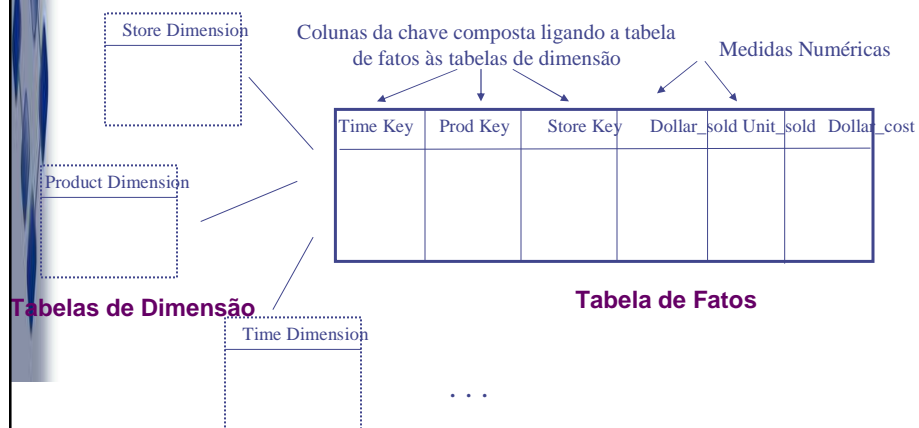 Store Dimension
Colunas da chave composta ligando a tabela
de fatos às tabelas de dimensão
Medidas Numéricas
Time Key Prod Key Store Key Dollar_sold Unit_sold Dollar_cost
Product Dimension
Tabelas de Dimensão
Tabela de Fatos
Time Dimension
. . .